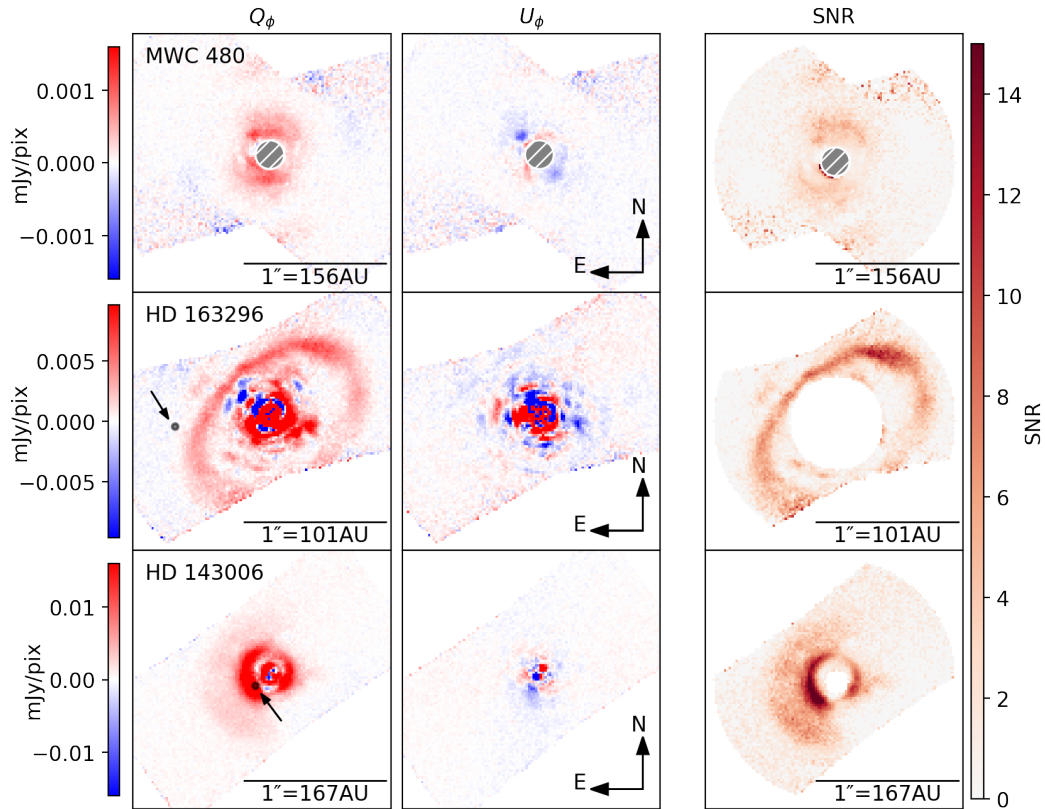 Q_ϕ U_ϕ SNR
MWC 480
0.001
0.000
−0.001
mJy/pix
N
E
1″=156AU
1″=156AU
HD 163296
0.005
0.000
−0.005
mJy/pix
N
E
1″=101AU
1″=101AU
HD 143006
0.01
0.00
−0.01
mJy/pix
N
E
1″=167AU
1″=167AU
14
12
10
8
6
4
2
0
SNR